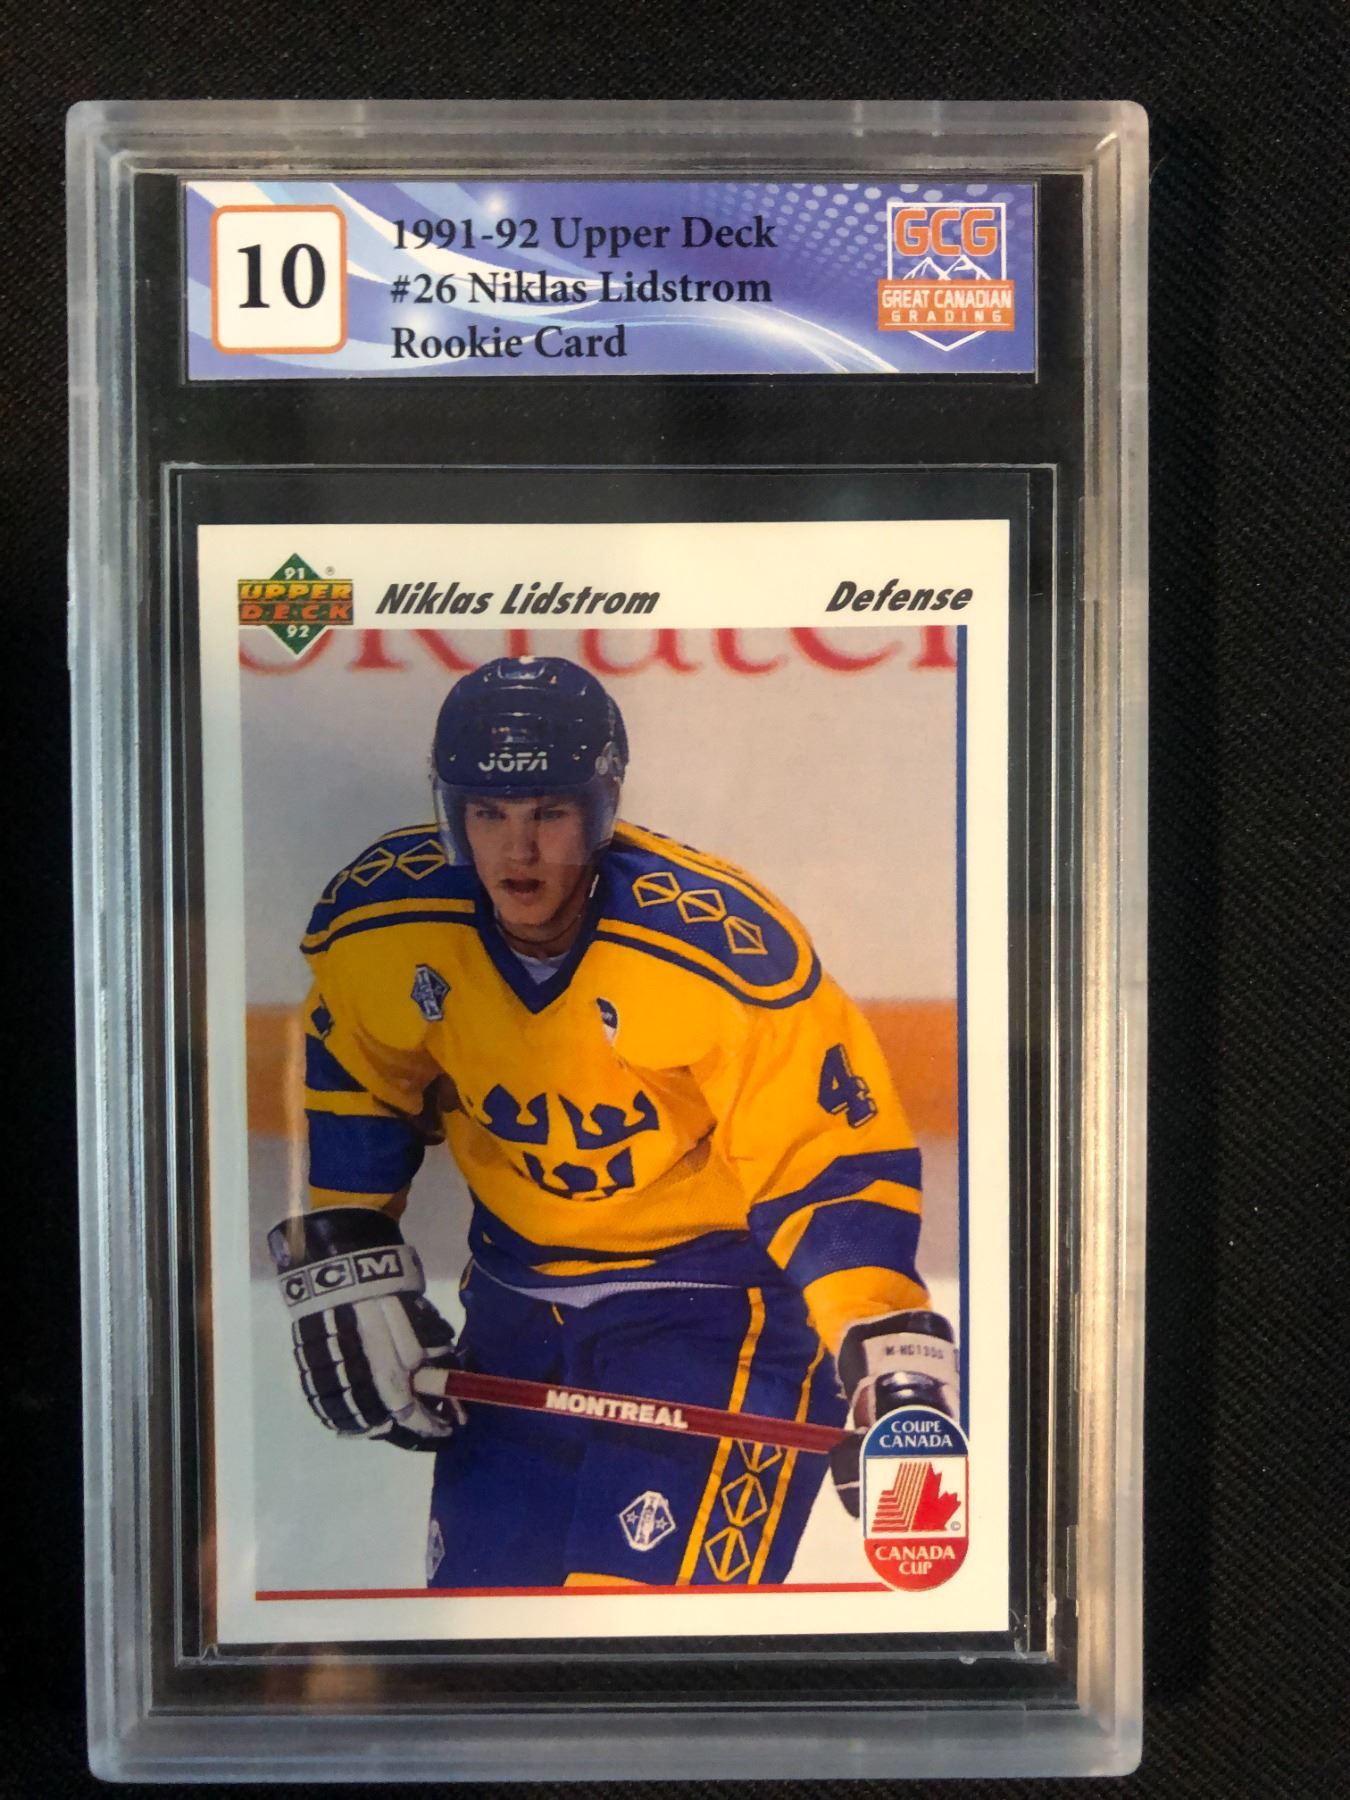 10
1991-92 Upper Deck
#26 Niklas Lidstrom
Rookie Card
GCG
GREAT CANADIAN
GRADING
91 ®
UPPER
D·E·C·K
92
Niklas Lidstrom
Defense
JOFA
4
CCM
M-HG130G
MONTREAL
COUPE
CANADA
©
CANADA
CUP